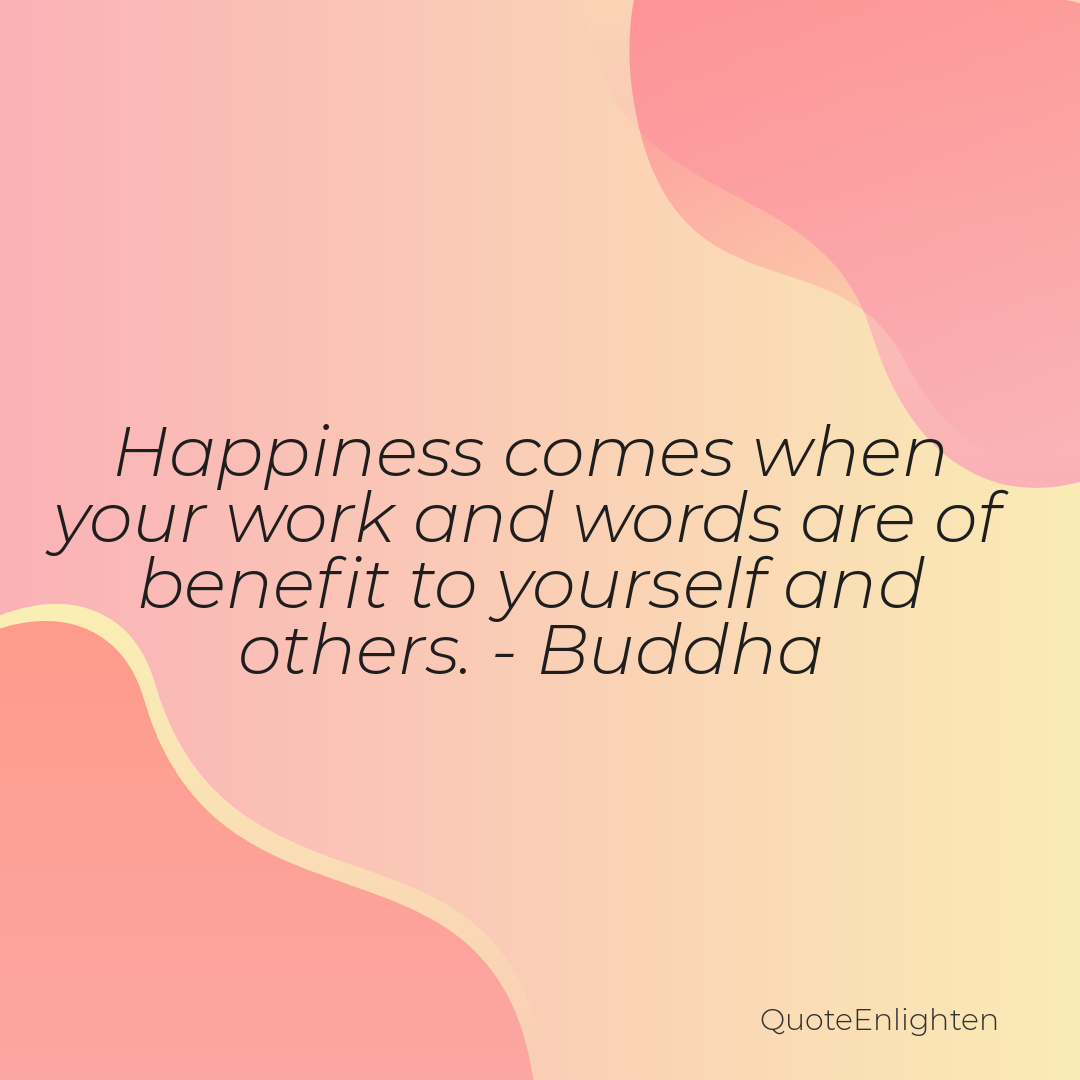 Happiness comes when
your work and words are of
benefit to yourself and
others. - Buddha
QuoteEnlighten